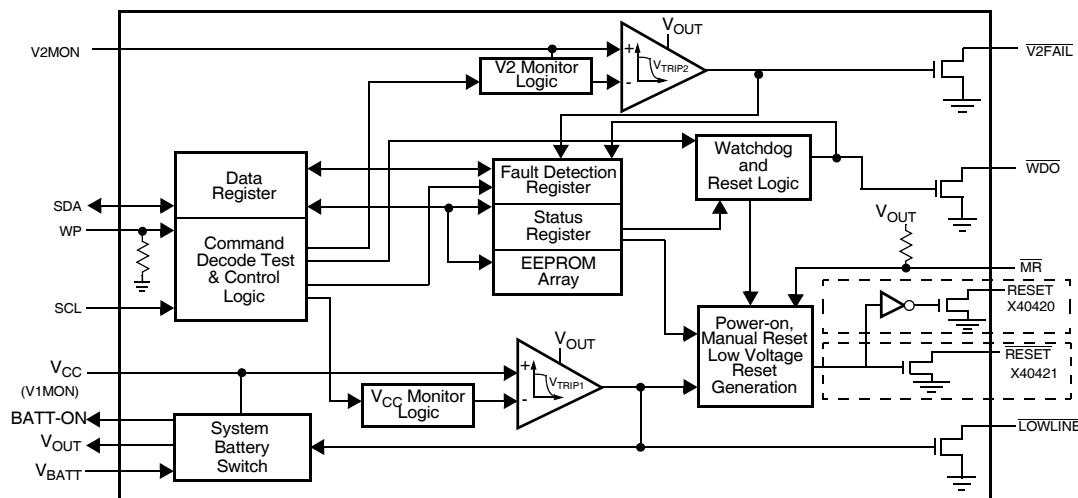 V2MON
V2 Monitor
Logic
+
-
VTRIP2
VOUT
V2FAIL
Data
Register
Fault Detection
Register
Watchdog
and
Reset Logic
WDO
SDA
WP
Command
Decode Test
& Control
Logic
Status
Register
EEPROM
Array
VOUT
MR
SCL
RESET
X40420
Power-on,
Manual Reset
Low Voltage
Reset
Generation
RESET
X40421
VCC
(V1MON)
VCC Monitor
Logic
+
-
VTRIP1
VOUT
BATT-ON
VOUT
VBATT
System
Battery
Switch
LOWLINE